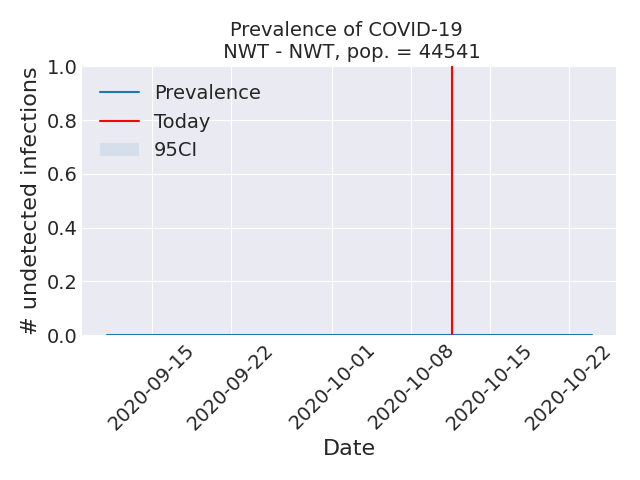 Prevalence of COVID-19
NWT - NWT, pop. = 44541
# undetected infections
1.0
0.8
0.6
0.4
0.2
0.0
Prevalence
Today
95CI
2020-09-15
2020-09-22
2020-10-01
2020-10-08
2020-10-15
2020-10-22
Date